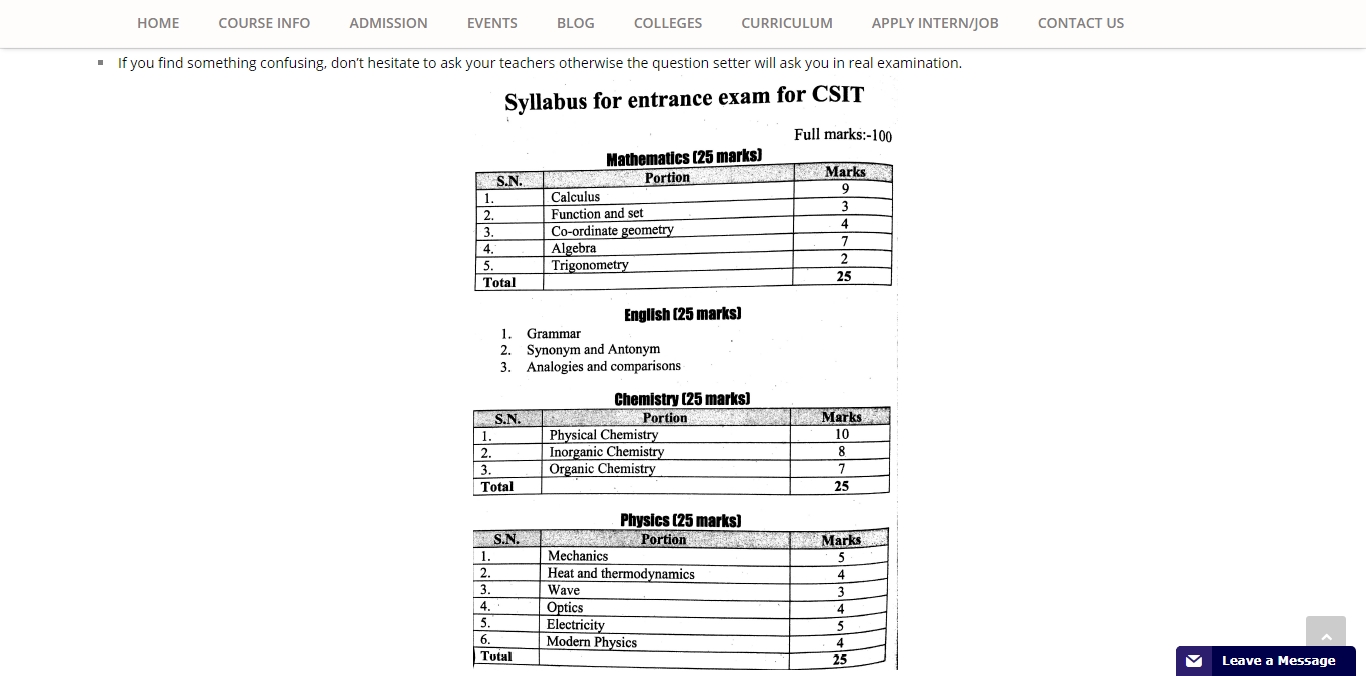 HOME COURSE INFO ADMISSION EVENTS BLOG COLLEGES CURRICULUM APPLY INTERN/JOB CONTACT US
If you find something confusing, don't hesitate to ask your teachers otherwise the question setter will ask you in real examination.
Syllabus for entrance exam for CSIT
Full marks:-100
Mathematics (25 marks)
S.N. Portion Marks
1. Calculus 9
2. Function and set 3
3. Co-ordinate geometry 4
4. Algebra 7
5. Trigonometry 2
Total 25
English (25 marks)
1. Grammar
2. Synonym and Antonym
3. Analogies and comparisons
Chemistry (25 marks)
S.N. Portion Marks
1. Physical Chemistry 10
2. Inorganic Chemistry 8
3. Organic Chemistry 7
Total 25
Physics (25 marks)
S.N. Portion Marks
1. Mechanics 5
2. Heat and thermodynamics 4
3. Wave 3
4. Optics 4
5. Electricity 5
6. Modern Physics 4
Total 25
Leave a Message